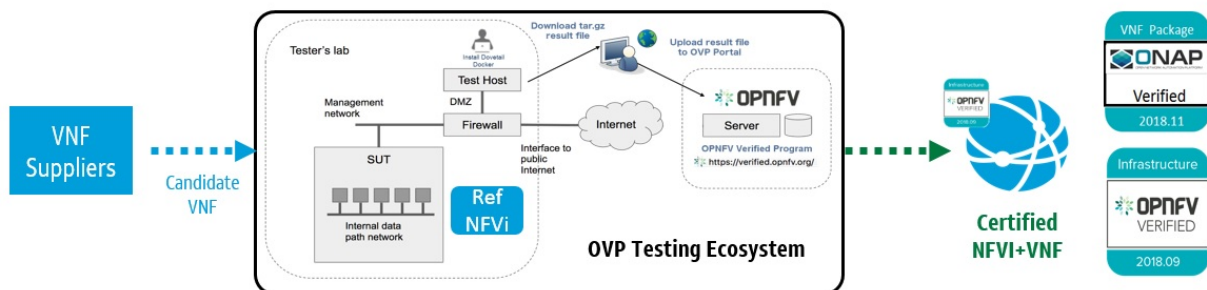 VNF
Suppliers
Candidate
VNF
Tester's lab
Install Dovetail
Docker
Test Host
DMZ
Management
network
Firewall
Internet
Interface to
public
Internet
SUT
Internal data
path network
Ref
NFVi
Download tar.gz
result file
Upload result file
to OVP Portal
OPNFV
Server
OPNFV Verified Program
https://verified.opnfv.org/
OVP Testing Ecosystem
Infrastructure
OPNFV
VERIFIED
2018.09
Certified
NFVI+VNF
VNF Package
ONAP
Verified
2018.11
Infrastructure
OPNFV
VERIFIED
2018.09